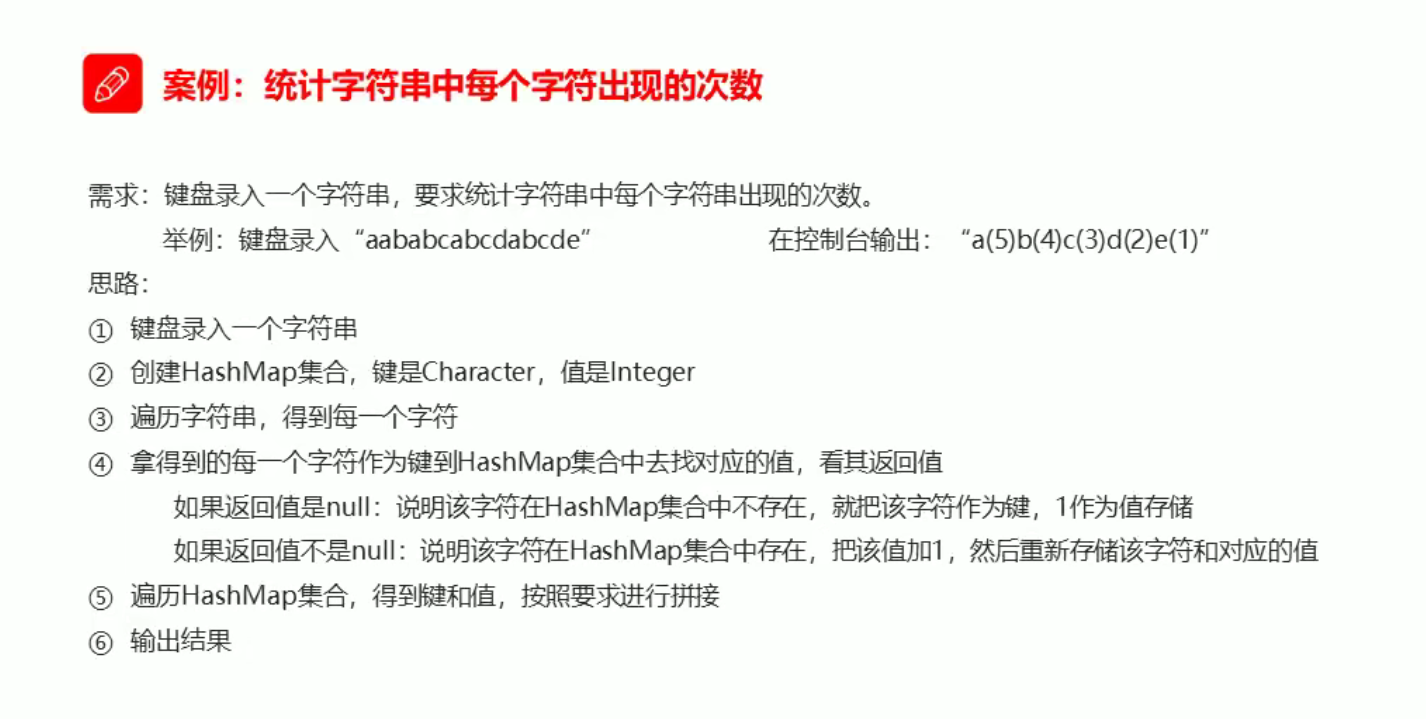 案例：统计字符串中每个字符出现的次数
需求：键盘录入一个字符串，要求统计字符串中每个字符串出现的次数。
举例：键盘录入“aababcabcdabcde” 在控制台输出：“a(5)b(4)c(3)d(2)e(1)”
思路：
① 键盘录入一个字符串
② 创建HashMap集合，键是Character，值是Integer
③ 遍历字符串，得到每一个字符
④ 拿得到的每一个字符作为键到HashMap集合中去找对应的值，看其返回值
如果返回值是null：说明该字符在HashMap集合中不存在，就把该字符作为键，1作为值存储
如果返回值不是null：说明该字符在HashMap集合中存在，把该值加1，然后重新存储该字符和对应的值
⑤ 遍历HashMap集合，得到键和值，按照要求进行拼接
⑥ 输出结果